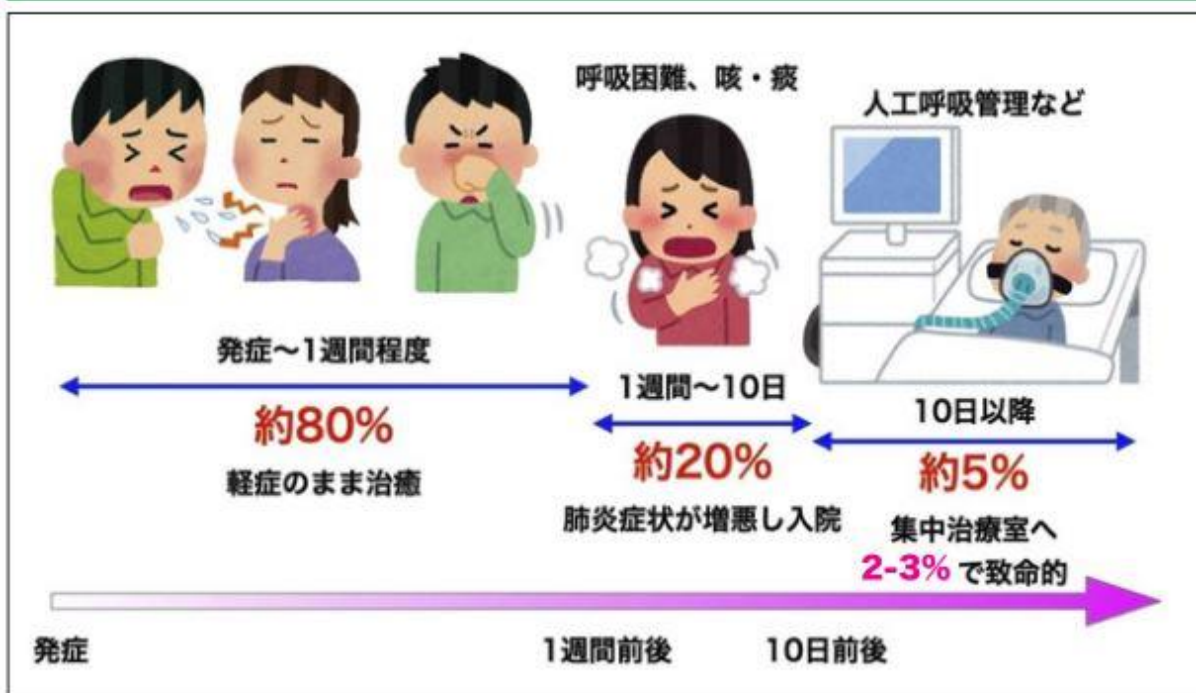 呼吸困難、咳・痰
人工呼吸管理など
発症～1週間程度
約80%
軽症のまま治癒
1週間～10日
約20%
肺炎症状が増悪し入院
10日以降
約5%
集中治療室へ
2-3% で致命的
発症
1週間前後
10日前後